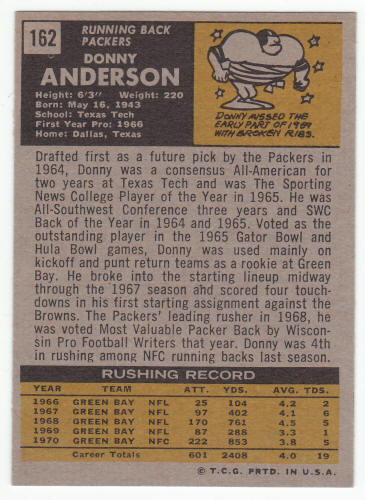 162
RUNNING BACK
PACKERS
DONNY
ANDERSON
Height: 6'3" Weight: 220
Born: May 16, 1943
School: Texas Tech
First Year Pro: 1966
Home: Dallas, Texas
DONNY MISSED THE
EARLY PART OF 1969
WITH BROKEN RIBS.
Drafted first as a future pick by the Packers in
1964, Donny was a consensus All-American for
two years at Texas Tech and was The Sporting
News College Player of the Year in 1965. He was
All-Southwest Conference three years and SWC
Back of the Year in 1964 and 1965. Voted as the
outstanding player in the 1965 Gator Bowl and
Hula Bowl games, Donny was used mainly on
kickoff and punt return teams as a rookie at Green
Bay. He broke into the starting lineup midway
through the 1967 season and scored four touch-
downs in his first starting assignment against the
Browns. The Packers' leading rusher in 1968, he
was voted Most Valuable Packer Back by Wiscon-
sin Pro Football Writers that year. Donny was 4th
in rushing among NFC running backs last season.
RUSHING RECORD
YEAR TEAM ATT. YDS. AVG. TDS.
1966 GREEN BAY NFL 25 104 4.2 2
1967 GREEN BAY NFL 97 402 4.1 6
1968 GREEN BAY NFL 170 761 4.5 5
1969 GREEN BAY NFL 87 288 3.3 1
1970 GREEN BAY NFC 222 853 3.8 5
Career Totals 601 2408 4.0 19
© T.C.G. PRTD. IN U.S.A.